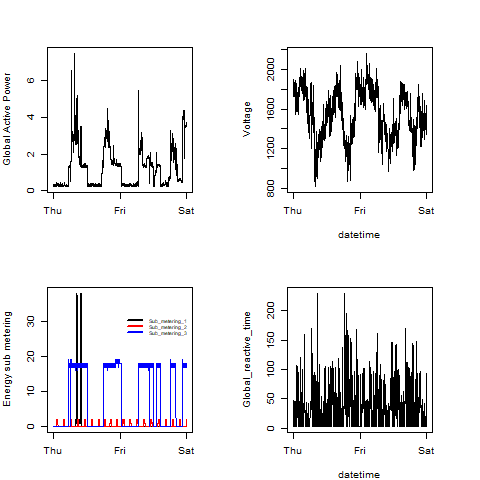 Global Active Power
6
4
2
0
Thu Fri Sat
Voltage
2000
1600
1200
800
Thu Fri Sat
datetime
Energy sub metering
30
20
10
0
Sub_metering_1
Sub_metering_2
Sub_metering_3
Thu Fri Sat
Global_reactive_time
200
150
100
50
0
Thu Fri Sat
datetime